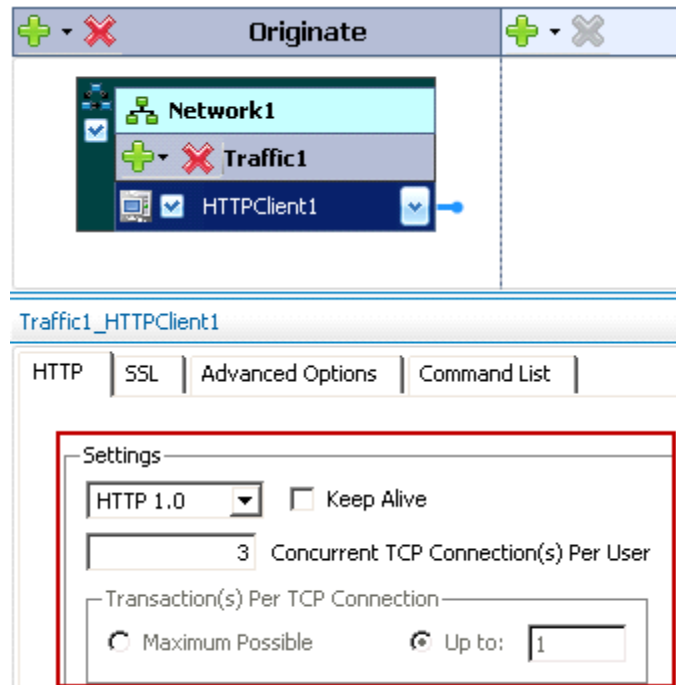 Originate
Network1
Traffic1
HTTPClient1
Traffic1_HTTPClient1
HTTP SSL Advanced Options Command List
Settings
HTTP 1.0 Keep Alive
3 Concurrent TCP Connection(s) Per User
Transaction(s) Per TCP Connection
Maximum Possible Up to: 1